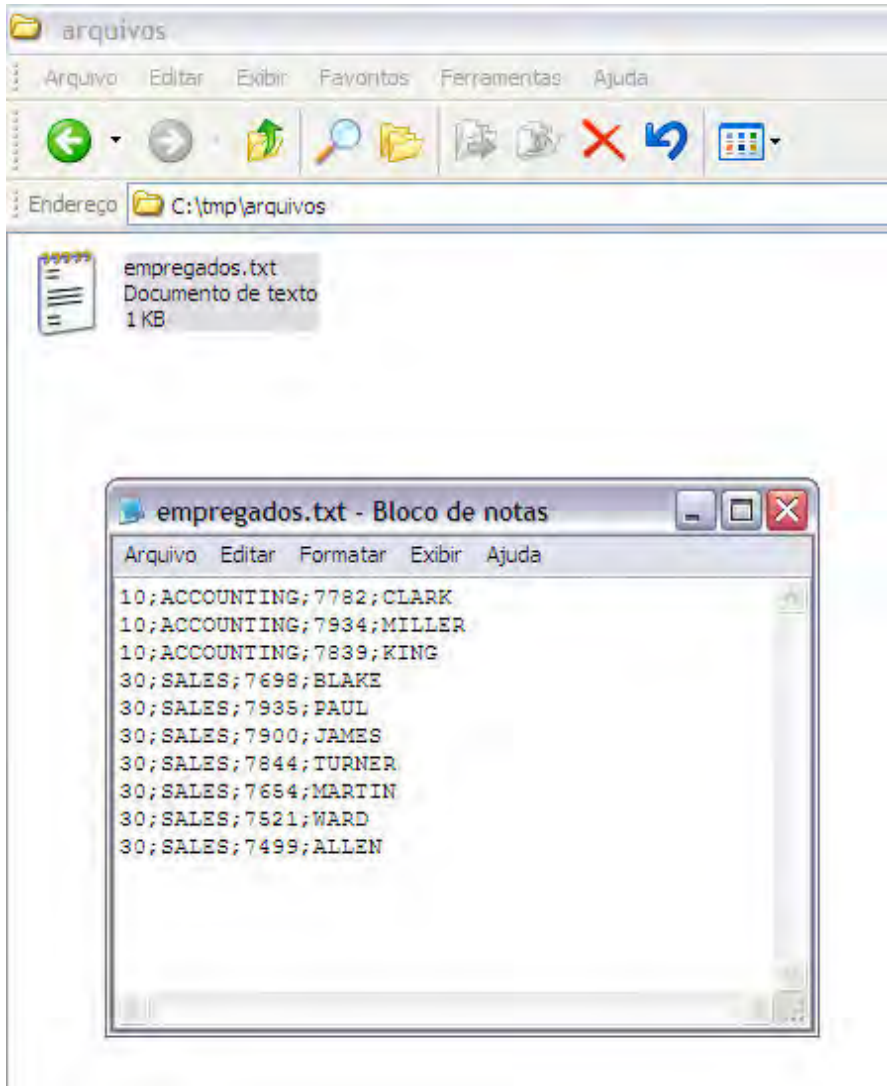 arquivos
Arquivo Editar Exibir Favoritos Ferramentas Ajuda
Endereço C:\tmp\arquivos
empregados.txt
Documento de texto
1 KB
empregados.txt - Bloco de notas
Arquivo Editar Formatar Exibir Ajuda
10;ACCOUNTING;7782;CLARK
10;ACCOUNTING;7934;MILLER
10;ACCOUNTING;7839;KING
30;SALES;7698;BLAKE
30;SALES;7935;PAUL
30;SALES;7900;JAMES
30;SALES;7844;TURNER
30;SALES;7654;MARTIN
30;SALES;7521;WARD
30;SALES;7499;ALLEN